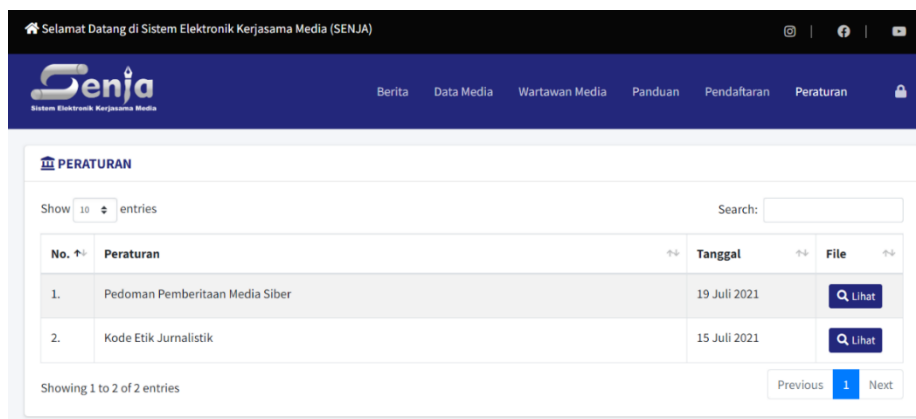 Selamat Datang di Sistem Elektronik Kerjasama Media (SENJA)
Senja
Sistem Elektronik Kerjasama Media
Berita Data Media Wartawan Media Panduan Pendaftaran Peraturan
PERATURAN
Show 10 entries Search:
No. Peraturan Tanggal File
1. Pedoman Pemberitaan Media Siber 19 Juli 2021 Lihat
2. Kode Etik Jurnalistik 15 Juli 2021 Lihat
Showing 1 to 2 of 2 entries Previous 1 Next